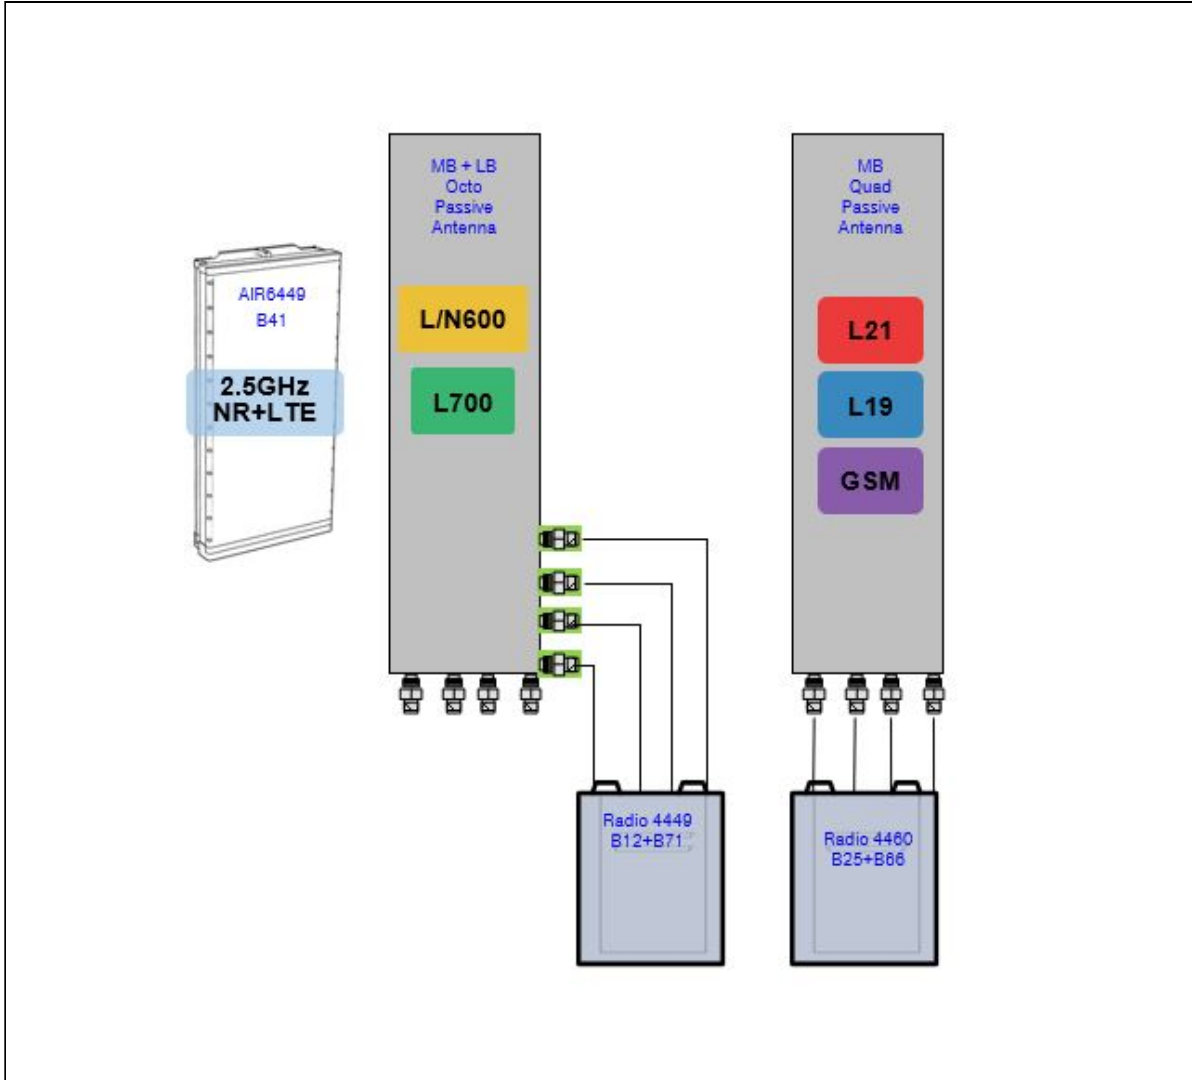 AIR6449
B41
2.5GHz
NR+LTE
MB + LB
Octo
Passive
Antenna
L/N600
L700
MB
Quad
Passive
Antenna
L21
L19
GSM
Radio 4449
B12+B71
Radio 4460
B25+B66